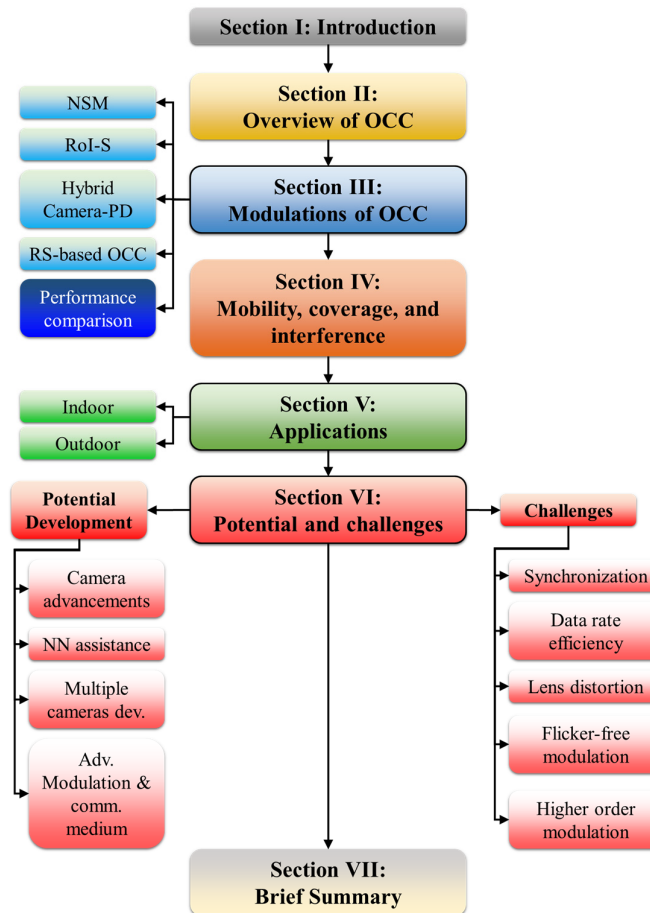 Section I: Introduction
Section II:
Overview of OCC
NSM
RoI-S
Hybrid
Camera-PD
RS-based OCC
Performance
comparison
Section III:
Modulations of OCC
Section IV:
Mobility, coverage, and
interference
Section V:
Applications
Indoor
Outdoor
Section VI:
Potential and challenges
Potential
Development
Camera
advancements
NN assistance
Multiple
cameras dev.
Adv.
Modulation &
comm.
medium
Challenges
Synchronization
Data rate
efficiency
Lens distortion
Flicker-free
modulation
Higher order
modulation
Section VII:
Brief Summary